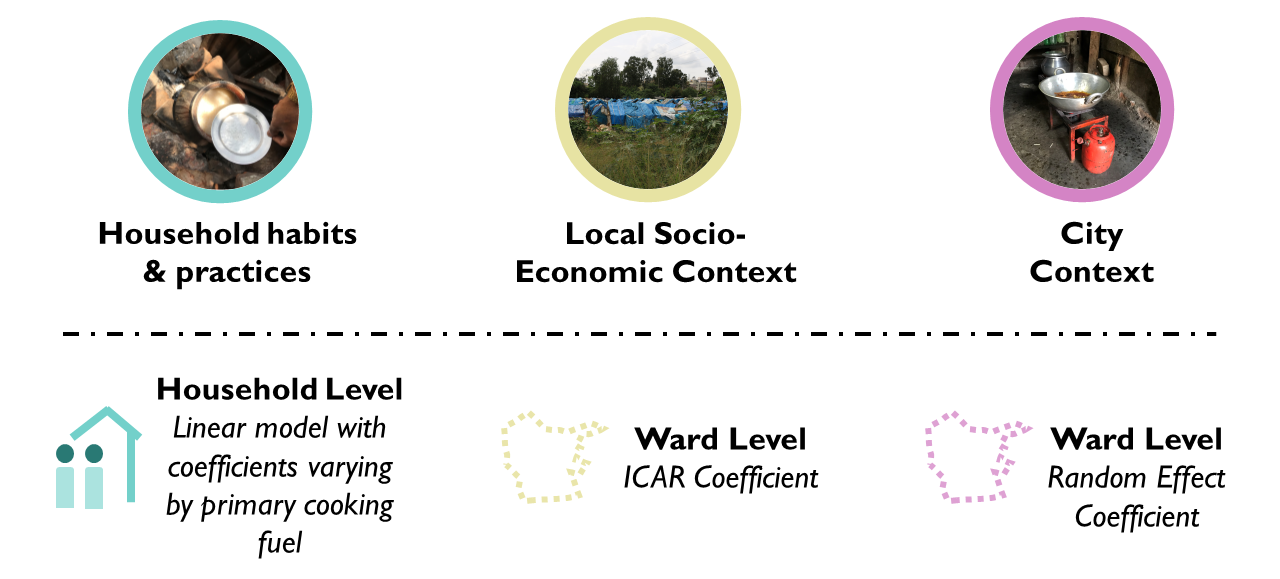 Household habits
& practices
Local Socio-
Economic Context
City
Context
Household Level
Linear model with
coefficients varying
by primary cooking
fuel
Ward Level
ICAR Coefficient
Ward Level
Random Effect
Coefficient